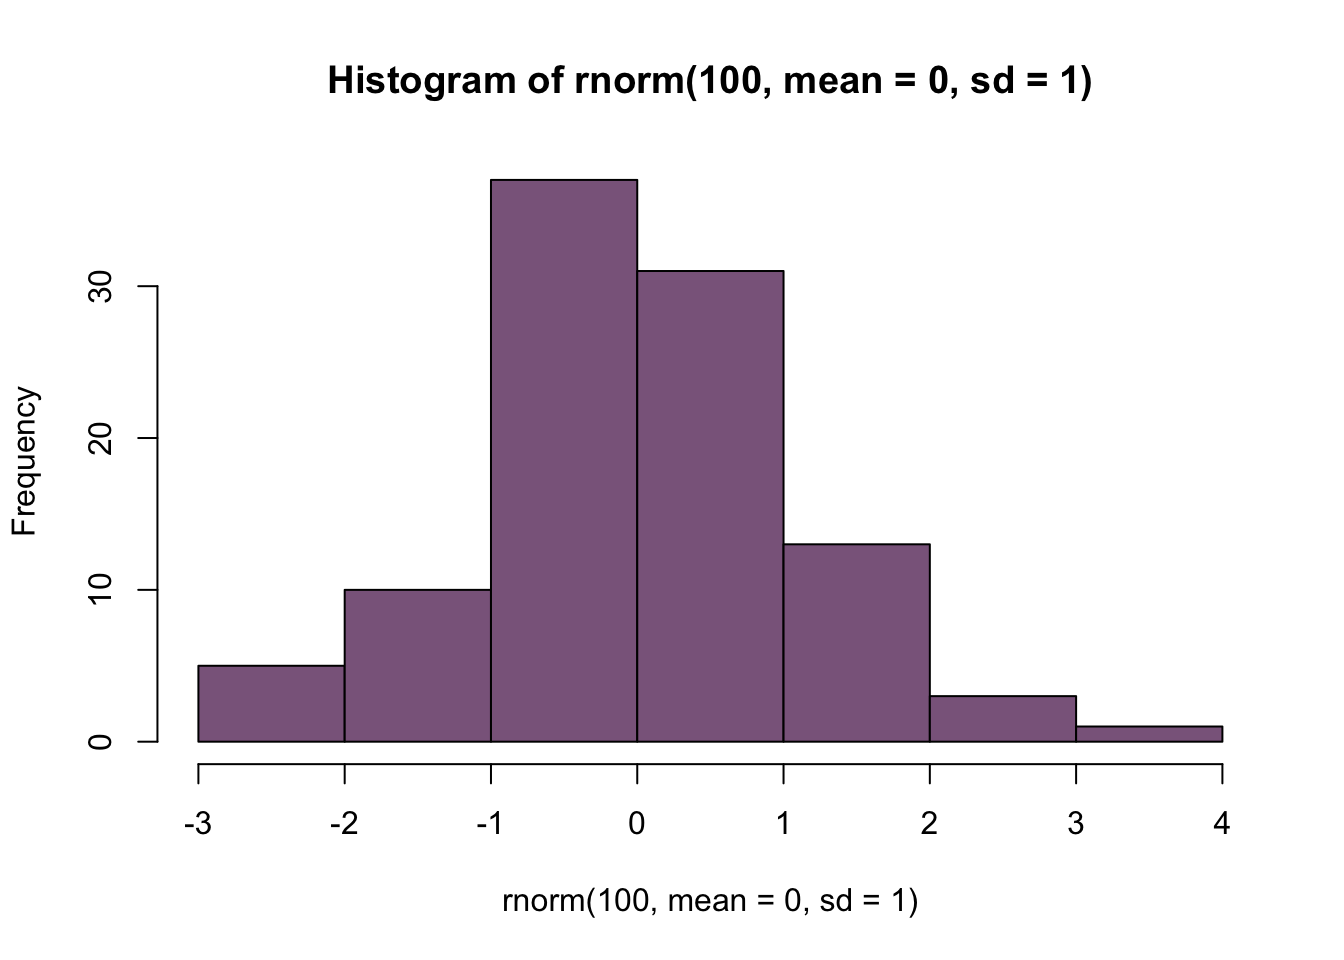 Histogram of rnorm(100, mean = 0, sd = 1)
Frequency
30
20
10
0
-3 -2 -1 0 1 2 3 4
rnorm(100, mean = 0, sd = 1)